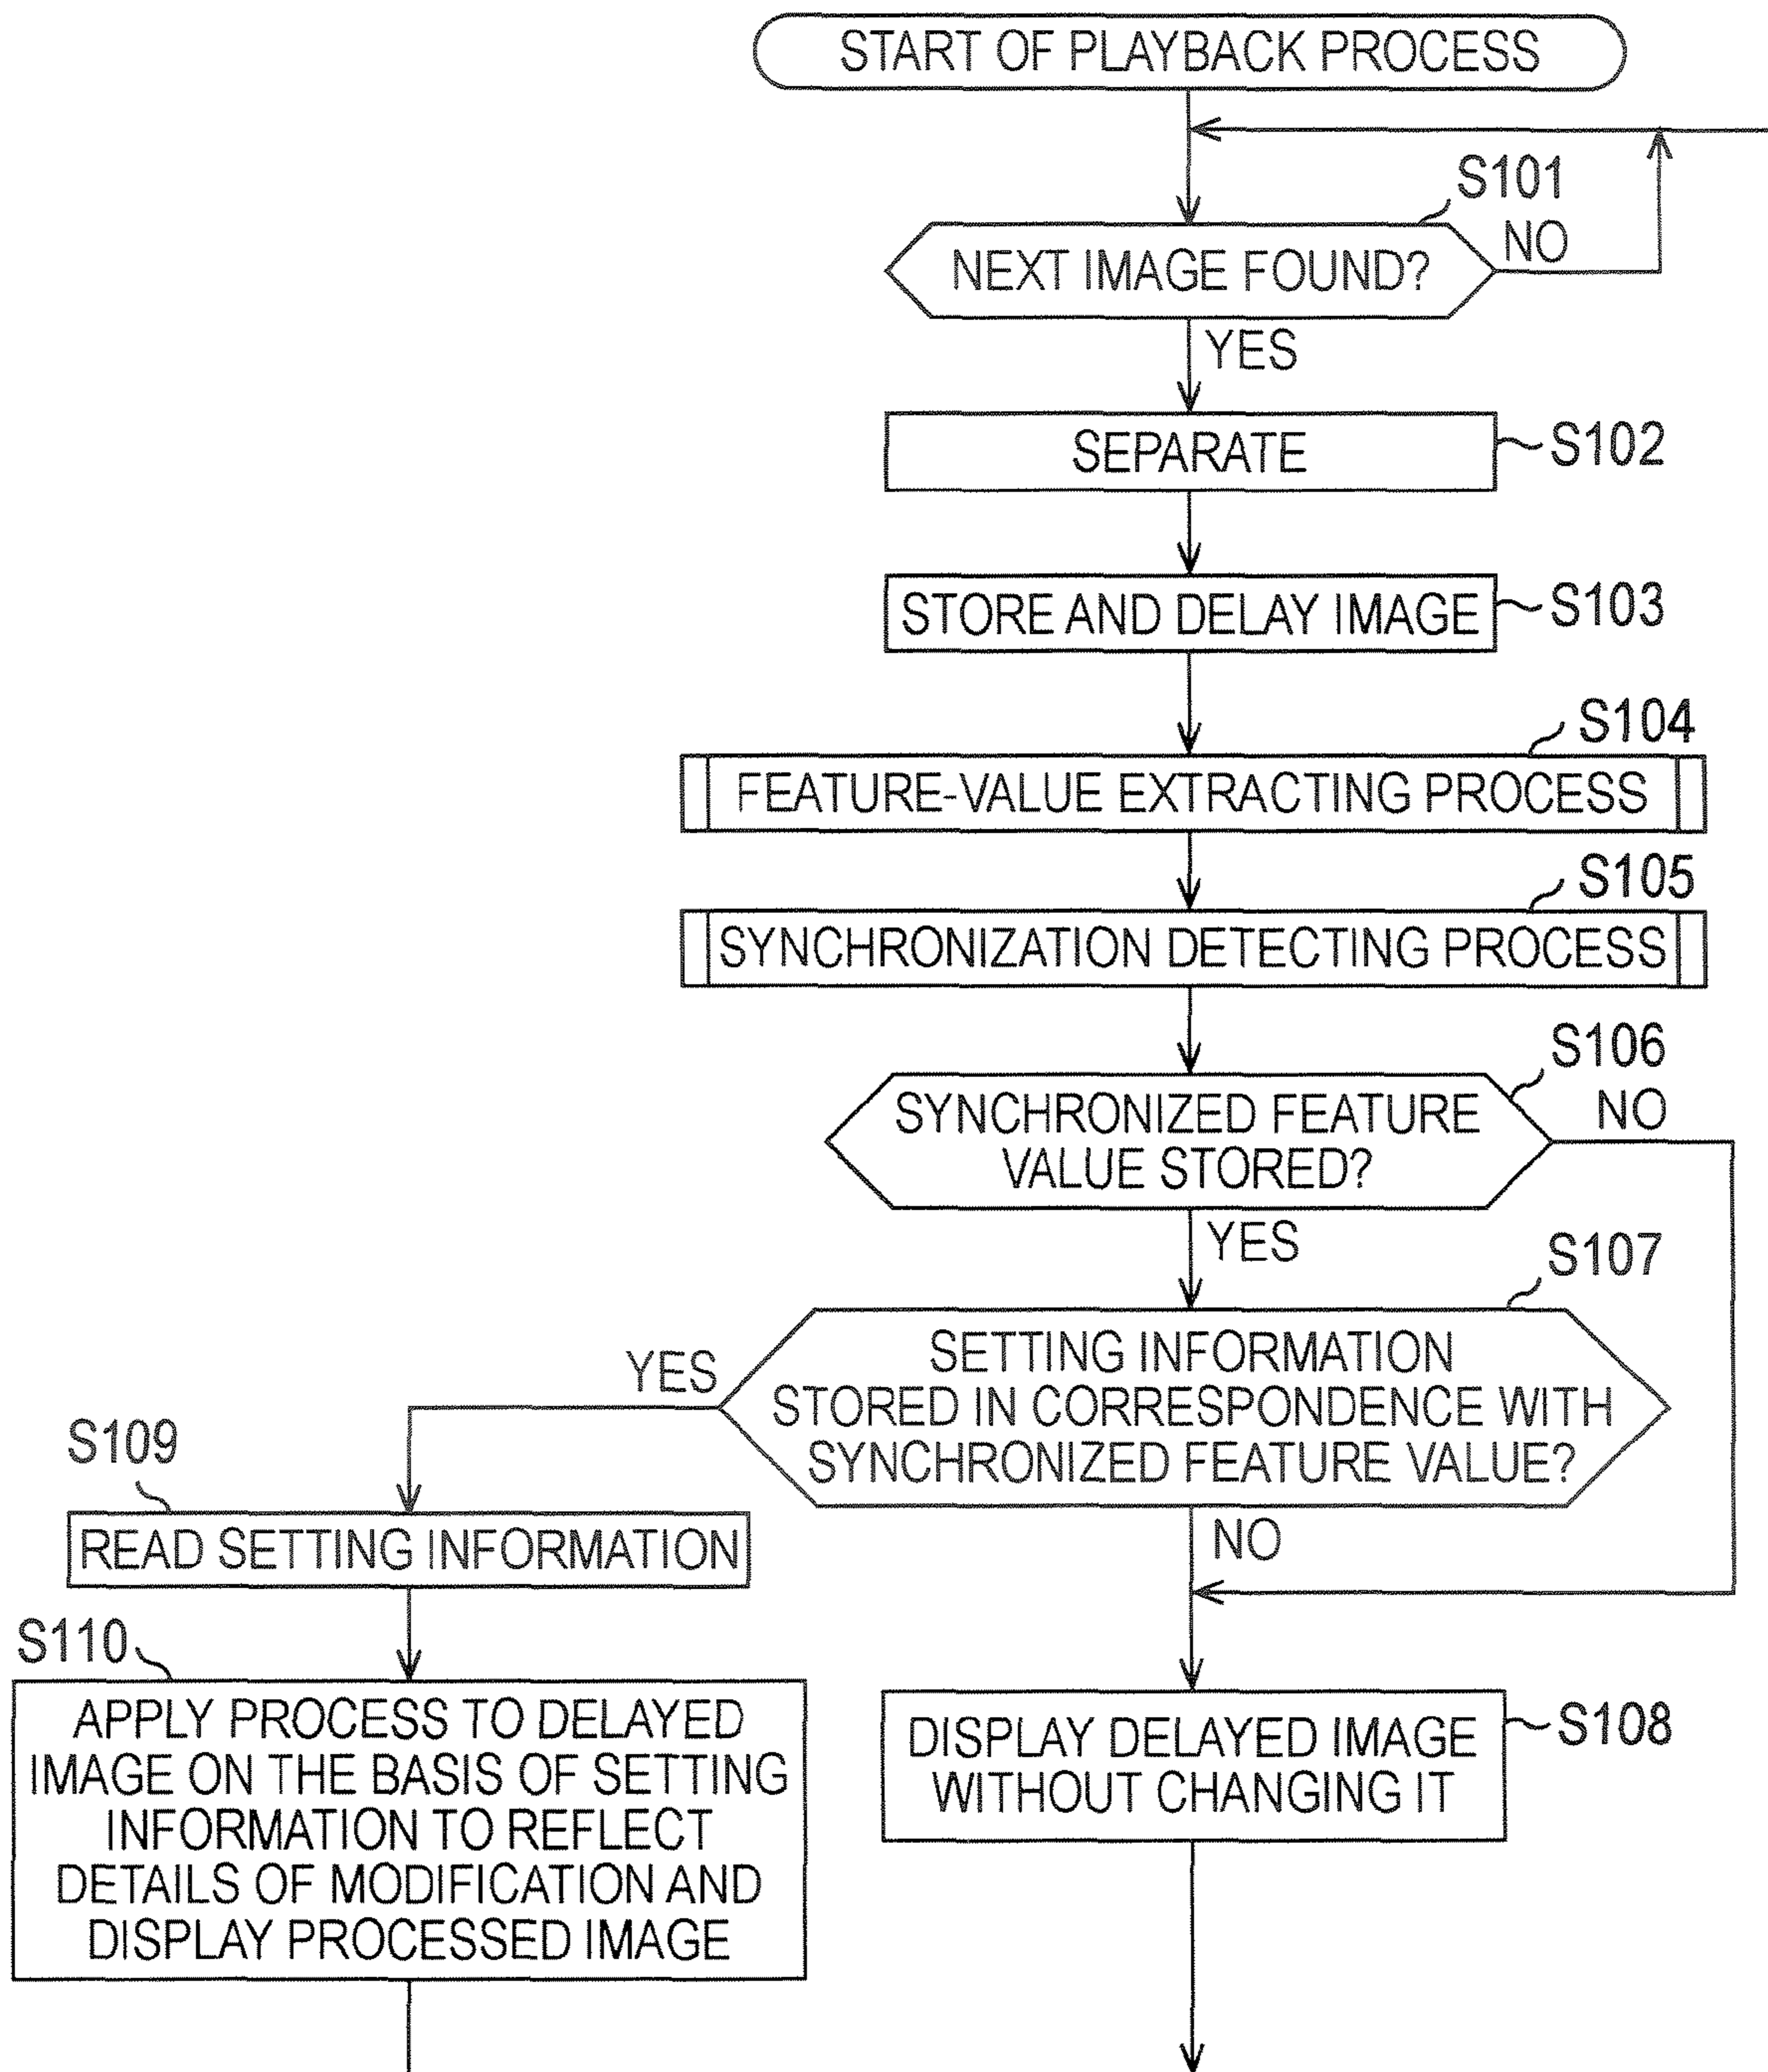 START OF PLAYBACK PROCESS
S101
NEXT IMAGE FOUND?
NO
YES
SEPARATE
S102
STORE AND DELAY IMAGE
S103
S104
FEATURE-VALUE EXTRACTING PROCESS
S105
SYNCHRONIZATION DETECTING PROCESS
S106
SYNCHRONIZED FEATURE
VALUE STORED?
NO
YES
S107
SETTING INFORMATION
STORED IN CORRESPONDENCE WITH
SYNCHRONIZED FEATURE VALUE?
YES
NO
S109
READ SETTING INFORMATION
S110
APPLY PROCESS TO DELAYED
IMAGE ON THE BASIS OF SETTING
INFORMATION TO REFLECT
DETAILS OF MODIFICATION AND
DISPLAY PROCESSED IMAGE
DISPLAY DELAYED IMAGE
WITHOUT CHANGING IT
S108